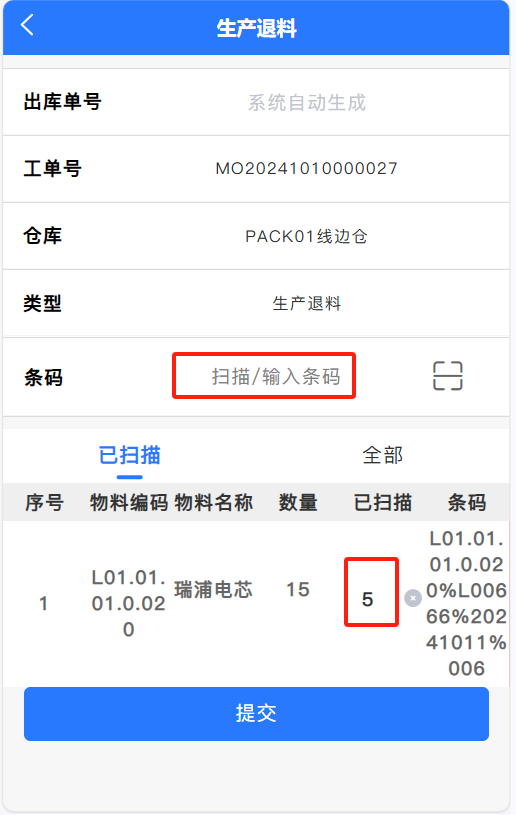 生产退料
出库单号 系统自动生成
工单号 MO20241010000027
仓库 PACK01线边仓
类型 生产退料
条码 扫描/输入条码
已扫描 全部
序号 物料编码 物料名称 数量 已扫描 条码
1 L01.01.01.0.020 瑞浦电芯 15 5 L01.01.01.0.020%L00666%20241011%006
提交